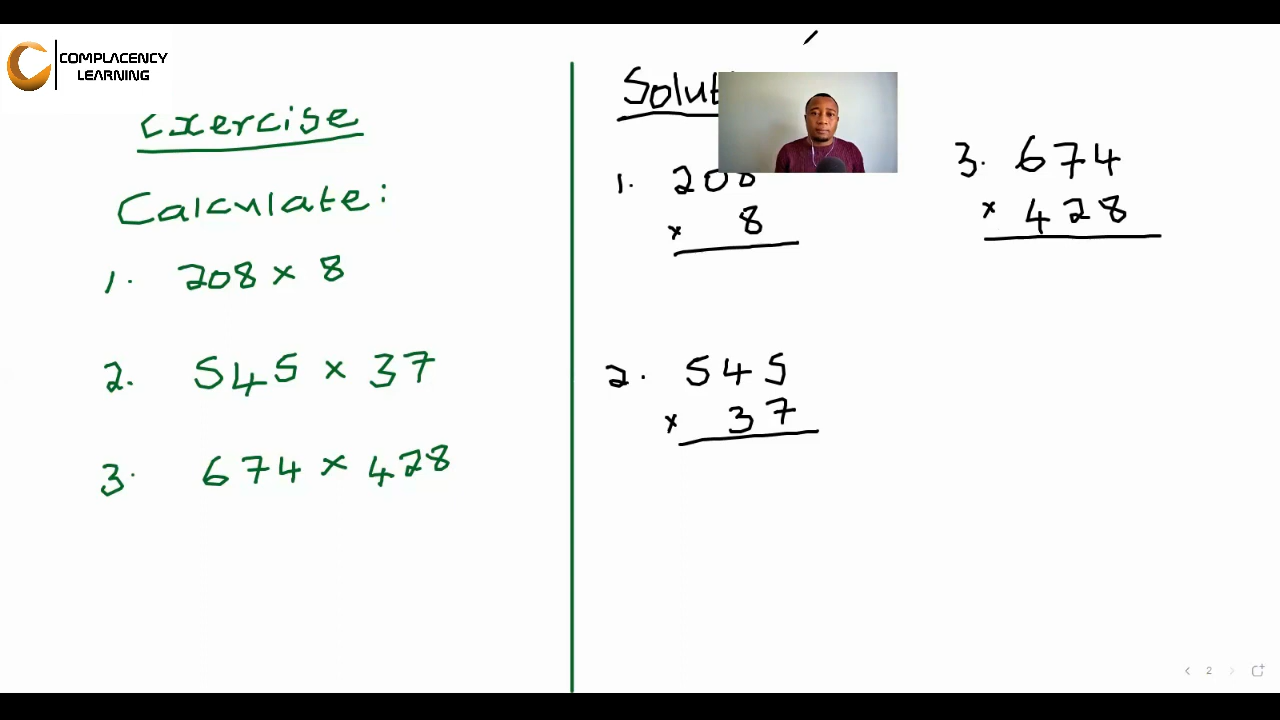 COMPLACENCY
LEARNING
Exercise
Calculate:
1. 208 × 8
2. 545 × 37
3. 674 × 428
1. 208
× 8
2. 545
× 37
3. 674
× 428
2